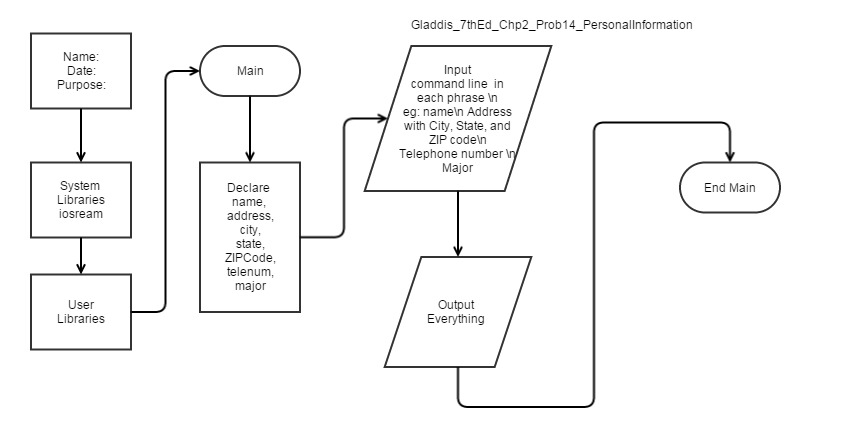 Gladdis_7thEd_Chp2_Prob14_PersonalInformation
Name:
Date:
Purpose:
System
Libraries
iosream
User
Libraries
Main
Declare
name,
address,
city,
state,
ZIPCode,
telenum,
major
Input
command line  in
each phrase \n
eg: name\n Address
with City, State, and
ZIP code\n
Telephone number \n
Major
Output
Everything
End Main